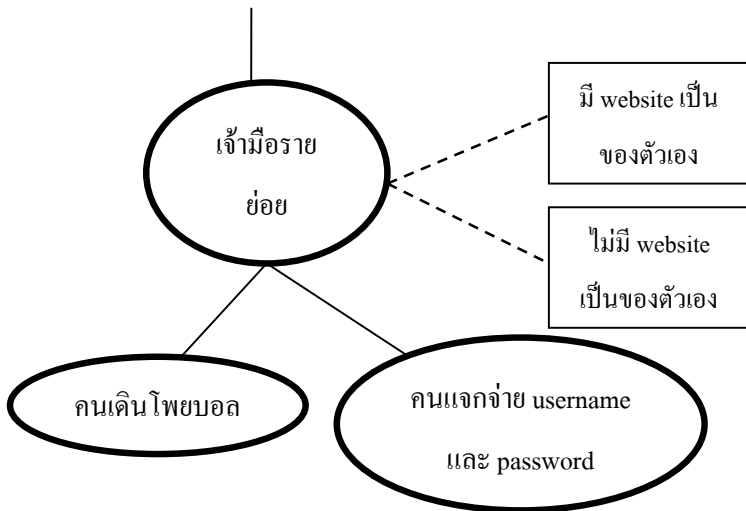 เจ้ามือราย
ย่อย
มี website เป็น
ของตัวเอง
ไม่มี website
เป็นของตัวเอง
คนเดินโพยบอล
คนแจกจ่าย username
และ password